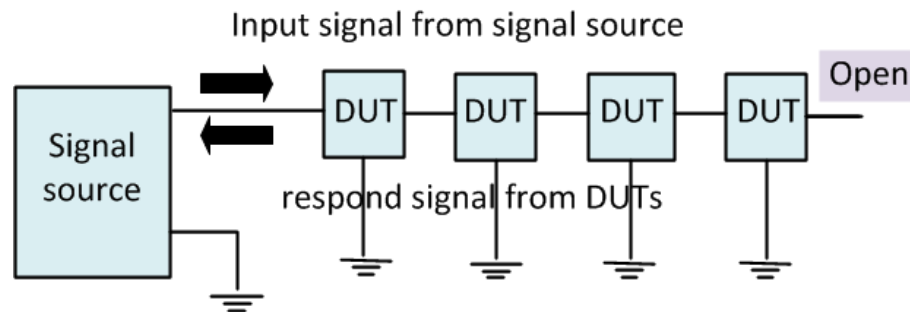 Input signal from signal source
Open
DUT DUT DUT DUT
Signal
source
respond signal from DUTs